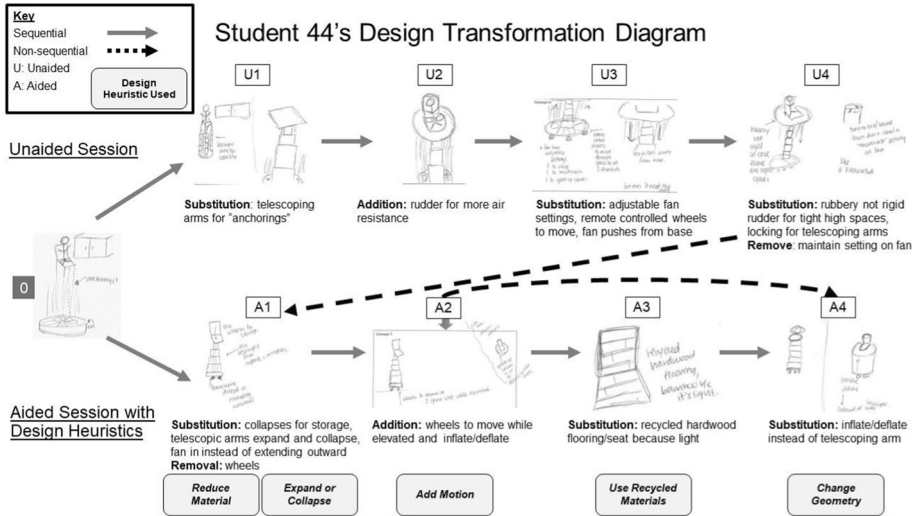 Key
Sequential
Non-sequential
U: Unaided
A: Aided
Design
Heuristic Used
Student 44's Design Transformation Diagram
U1
U2
U3
U4
Unaided Session
Substitution: telescoping
arms for "anchorings"
Addition: rudder for more air
resistance
Substitution: adjustable fan
settings, remote controlled wheels
to move, fan pushes from base
Substitution: rubbery not rigid
rudder for tight high spaces,
locking for telescoping arms
Remove: maintain setting on fan
0
A1
A2
A3
A4
recycled
hardwood
flooring,
bamboo b/c
it's light.
Aided Session with
Design Heuristics
Substitution: collapses for storage,
telescopic arms expand and collapse,
fan in instead of extending outward
Removal: wheels
Addition: wheels to move while
elevated and inflate/deflate
Substitution: recycled hardwood
flooring/seat because light
Substitution: inflate/deflate
instead of telescoping arm
Reduce
Material
Expand or
Collapse
Add Motion
Use Recycled
Materials
Change
Geometry